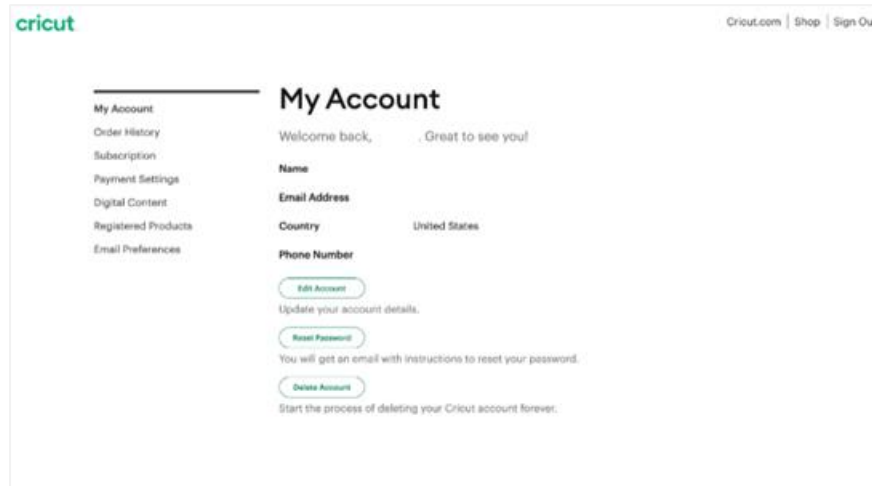 cricut
Cricut.com | Shop | Sign Ou
My Account
Order History
Subscription
Payment Settings
Digital Content
Registered Products
Email Preferences
My Account
Welcome back, . Great to see you!
Name
Email Address
Country United States
Phone Number
Edit Account
Update your account details.
Reset Password
You will get an email with instructions to reset your password.
Delete Account
Start the process of deleting your Cricut account forever.